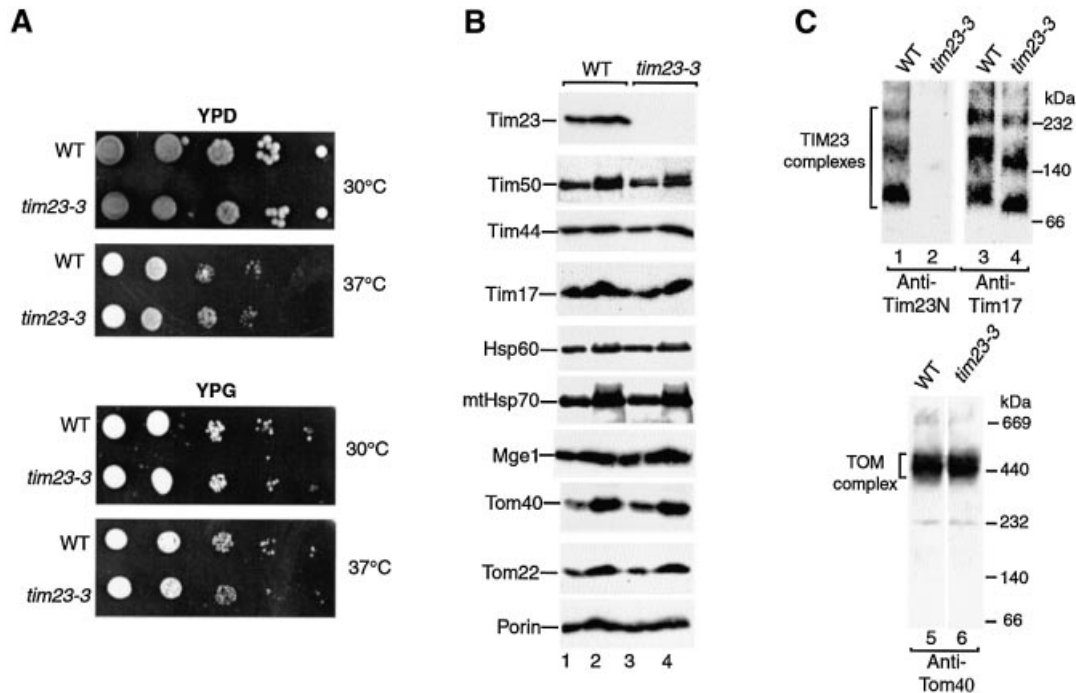 A
YPD
WT
tim23-3
30°C
WT
tim23-3
37°C
YPG
WT
tim23-3
30°C
WT
tim23-3
37°C
B
WT tim23-3
Tim23
Tim50
Tim44
Tim17
Hsp60
mtHsp70
Mge1
Tom40
Tom22
Porin
1 2 3 4
C
WT tim23-3 WT tim23-3
kDa
TIM23
complexes
232
140
66
1 2 3 4
Anti-
Tim23N
Anti-
Tim17
WT tim23-3
kDa
669
TOM
complex
440
232
140
66
5 6
Anti-
Tom40